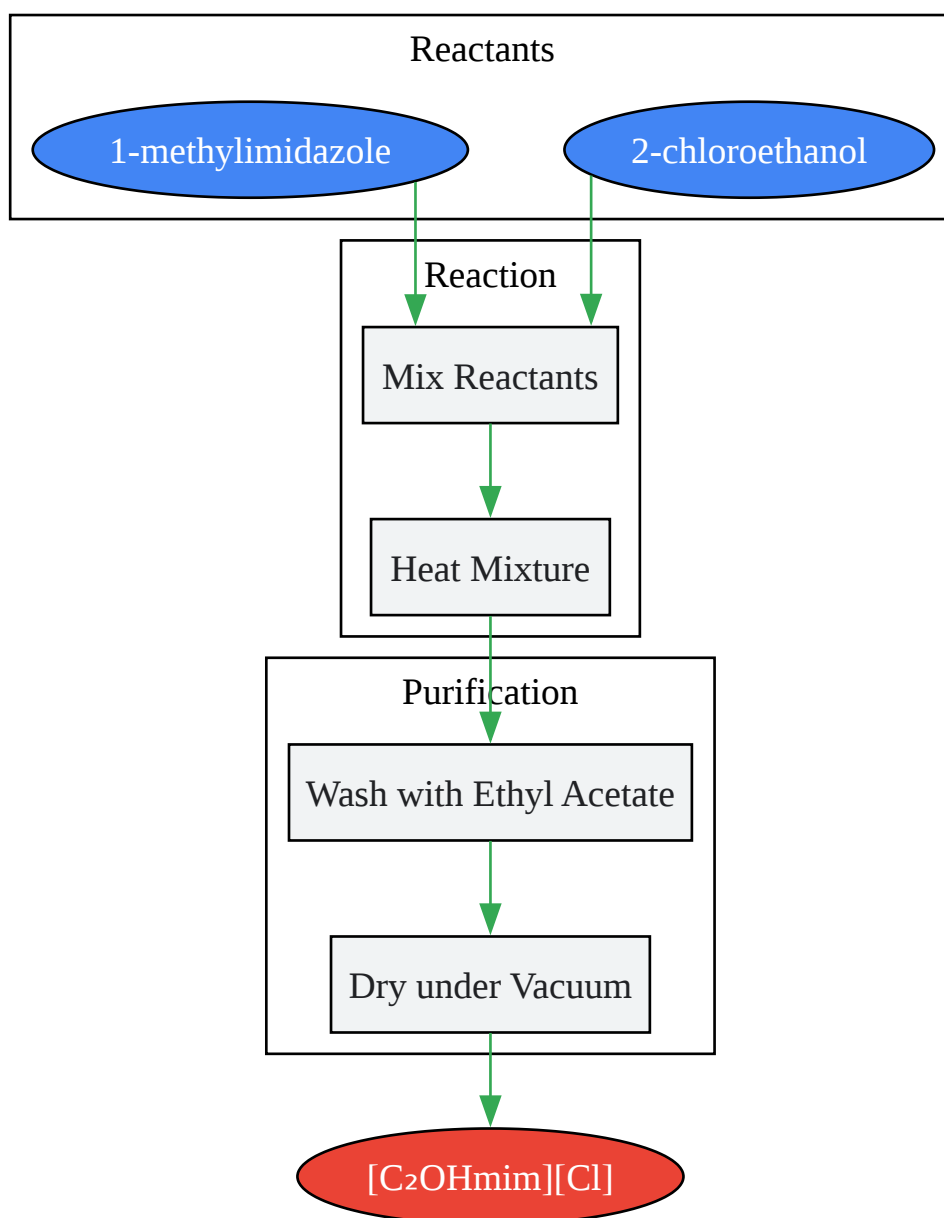 Reactants
1-methylimidazole
2-chloroethanol
Reaction
Mix Reactants
Heat Mixture
Purification
Wash with Ethyl Acetate
Dry under Vacuum
[C₂OHmim][Cl]